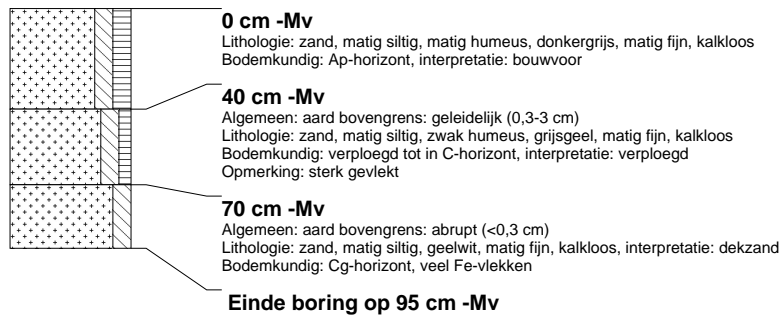 0 cm -Mv
Lithologie: zand, matig siltig, matig humeus, donkergrijs, matig fijn, kalkloos
Bodemkundig: Ap-horizont, interpretatie: bouwvoor
40 cm -Mv
Algemeen: aard bovengrens: geleidelijk (0,3-3 cm)
Lithologie: zand, matig siltig, zwak humeus, grijsgeel, matig fijn, kalkloos
Bodemkundig: verploegd tot in C-horizont, interpretatie: verploegd
Opmerking: sterk gevlekt
70 cm -Mv
Algemeen: aard bovengrens: abrupt (<0,3 cm)
Lithologie: zand, matig siltig, geelwit, matig fijn, kalkloos, interpretatie: dekzand
Bodemkundig: Cg-horizont, veel Fe-vlekken
Einde boring op 95 cm -Mv